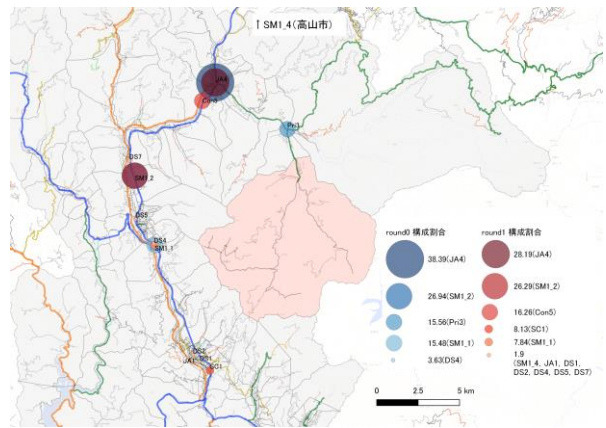 ↑SM1_4(高山市)
JA4
Con5
Pri3
DS7
SM1_2
DS5
DS4
SM1_1
DS2
JA1
SC1
round0 構成割合
38.39(JA4)
26.94(SM1_2)
15.56(Pri3)
15.48(SM1_1)
3.63(DS4)
round1 構成割合
28.19(JA4)
26.29(SM1_2)
16.26(Con5)
8.13(SC1)
7.84(SM1_1)
1.9
(SM1_4, JA1, DS1,
DS2, DS4, DS5, DS7)
0 2.5 5 km